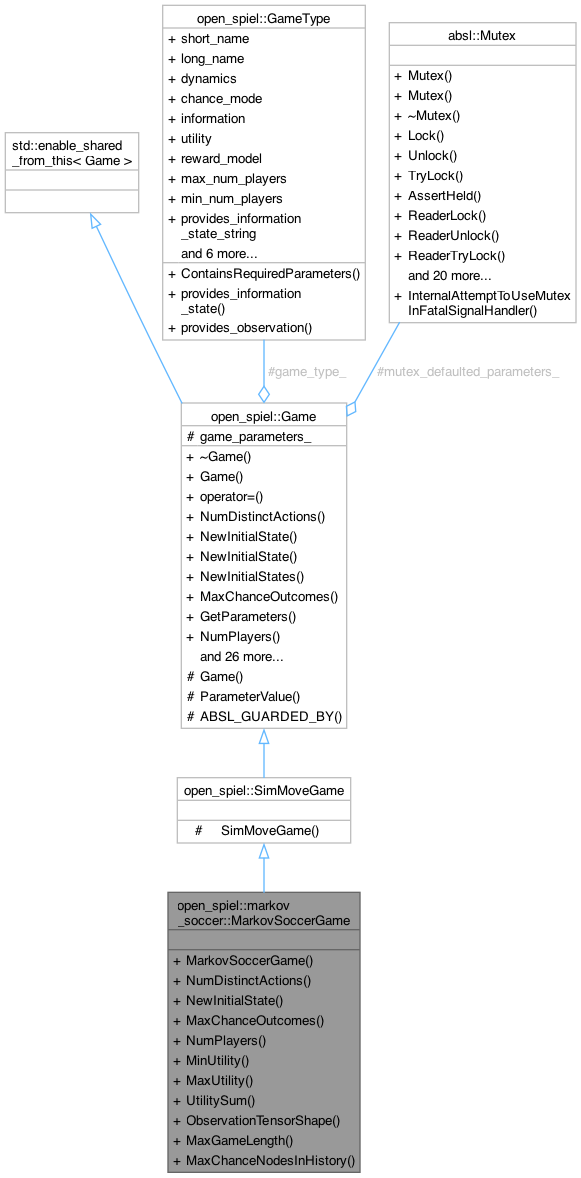 open_spiel::GameType
+ short_name
+ long_name
+ dynamics
+ chance_mode
+ information
+ utility
+ reward_model
+ max_num_players
+ min_num_players
+ provides_information
_state_string
and 6 more...
+ ContainsRequiredParameters()
+ provides_information
_state()
+ provides_observation()
absl::Mutex
+ Mutex()
+ Mutex()
+ ~Mutex()
+ Lock()
+ Unlock()
+ TryLock()
+ AssertHeld()
+ ReaderLock()
+ ReaderUnlock()
+ ReaderTryLock()
and 20 more...
+ InternalAttemptToUseMutex
InFatalSignalHandler()
std::enable_shared
_from_this< Game >
#game_type_
#mutex_defaulted_parameters_
open_spiel::Game
# game_parameters_
+ ~Game()
+ Game()
+ operator=()
+ NumDistinctActions()
+ NewInitialState()
+ NewInitialState()
+ NewInitialStates()
+ MaxChanceOutcomes()
+ GetParameters()
+ NumPlayers()
and 26 more...
# Game()
# ParameterValue()
# ABSL_GUARDED_BY()
open_spiel::SimMoveGame
# SimMoveGame()
open_spiel::markov
_soccer::MarkovSoccerGame
+ MarkovSoccerGame()
+ NumDistinctActions()
+ NewInitialState()
+ MaxChanceOutcomes()
+ NumPlayers()
+ MinUtility()
+ MaxUtility()
+ UtilitySum()
+ ObservationTensorShape()
+ MaxGameLength()
+ MaxChanceNodesInHistory()